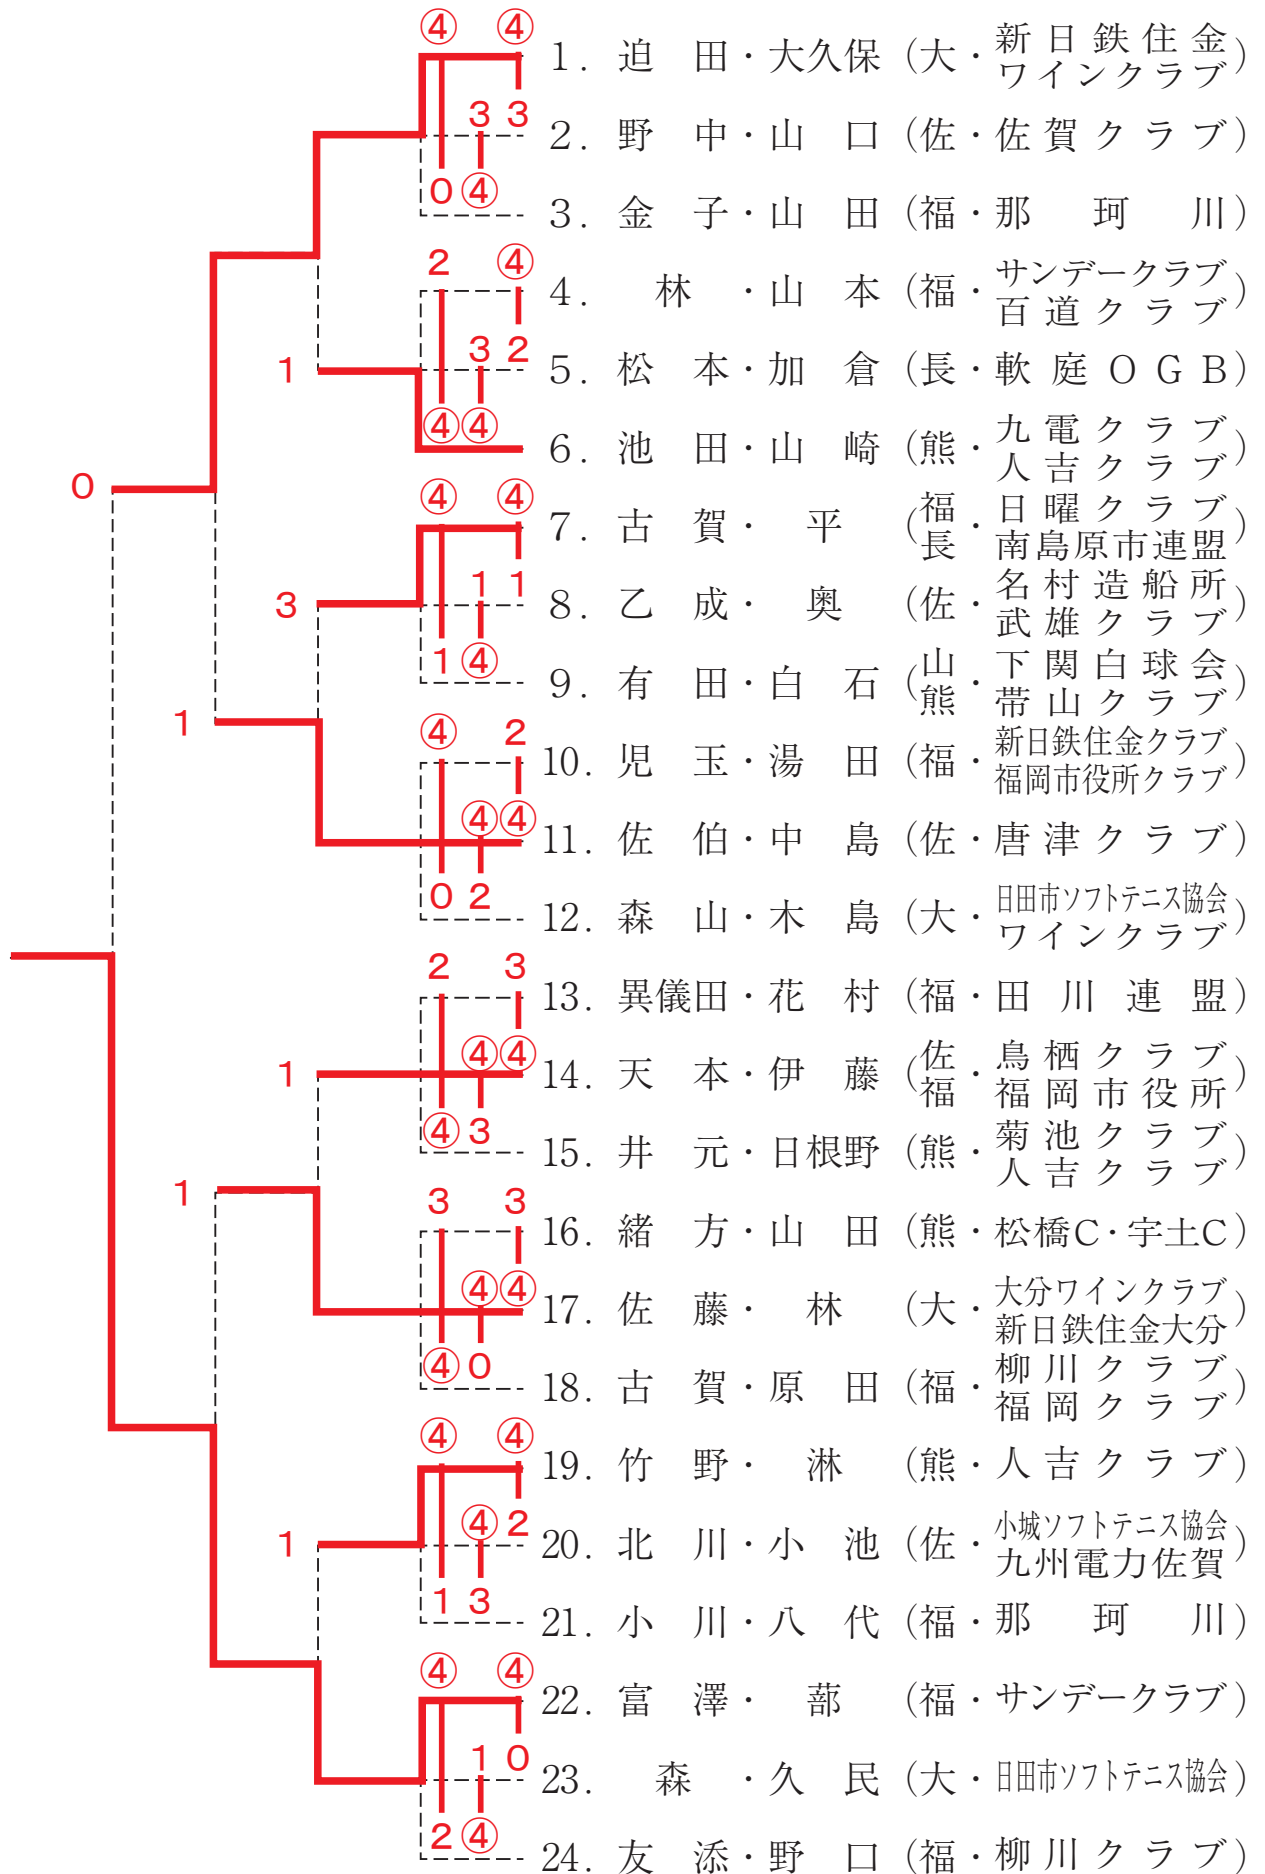 ④ ④
1. 迫田・大久保 (大・新日鉄住金 ワインクラブ)
3 3
2. 野中・山口 (佐・佐賀クラブ)
0 ④
3. 金子・山田 (福・那珂川)
2 ④
4. 林・山本 (福・サンデークラブ 百道クラブ)
1 3 2
5. 松本・加倉 (長・軟庭OGB)
④ ④
6. 池田・山崎 (熊・九電クラブ 人吉クラブ)
0
④ ④
7. 古賀・平 (福 長・日曜クラブ 南島原市連盟)
3 1 1
8. 乙成・奥 (佐・名村造船所 武雄クラブ)
1 ④
9. 有田・白石 (山 熊・下関白球会 帯山クラブ)
1 ④ 2
10. 児玉・湯田 (福・新日鉄住金クラブ 福岡市役所クラブ)
④ ④
11. 佐伯・中島 (佐・唐津クラブ)
0 2
12. 森山・木島 (大・日田市ソフトテニス協会 ワインクラブ)
2 3
13. 異儀田・花村 (福・田川連盟)
1 ④ ④
14. 天本・伊藤 (佐 福・鳥栖クラブ 福岡市役所)
④ 3
15. 井元・日根野 (熊・菊池クラブ 人吉クラブ)
1 3 3
16. 緒方・山田 (熊・松橋C・宇土C)
④ ④
17. 佐藤・林 (大・大分ワインクラブ 新日鉄住金大分)
④ 0
18. 古賀・原田 (福・柳川クラブ 福岡クラブ)
④ ④
19. 竹野・淋 (熊・人吉クラブ)
1 ④ 2
20. 北川・小池 (佐・小城ソフトテニス協会 九州電力佐賀)
1 3
21. 小川・八代 (福・那珂川)
④ ④
22. 富澤・蔀 (福・サンデークラブ)
1 0
23. 森・久民 (大・日田市ソフトテニス協会)
2 ④
24. 友添・野口 (福・柳川クラブ)